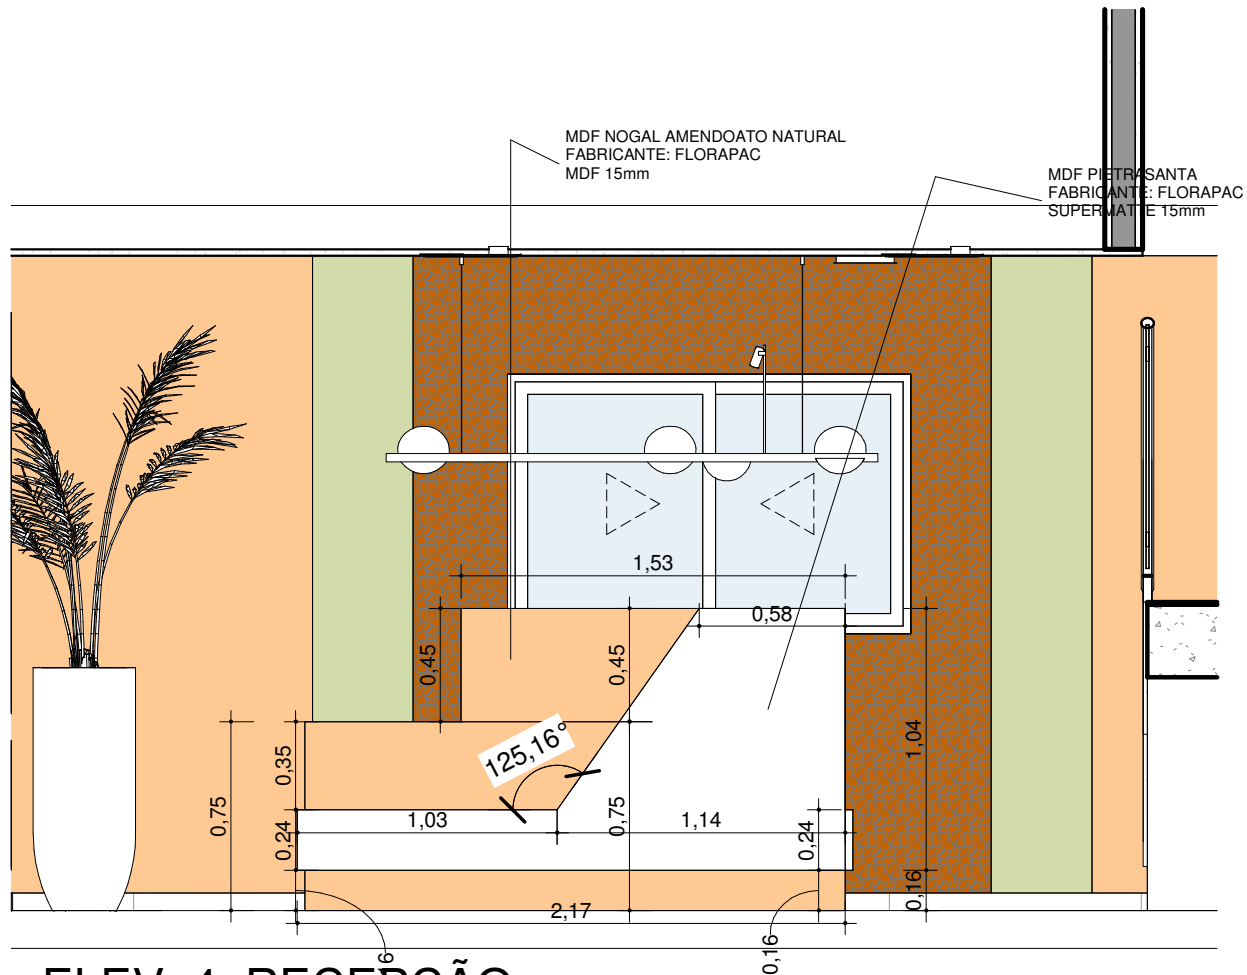 MDF NOGAL AMENDOATO NATURAL
FABRICANTE: FLORAPAC
MDF 15mm
MDF PIETRASANTA
FABRICANTE: FLORAPAC
SUPERMATTE 15mm
1,53
0,58
0,45
0,45
1,04
125,16°
0,35
0,75
0,24
1,03
0,75
1,14
0,24
0,16
2,17
0,16